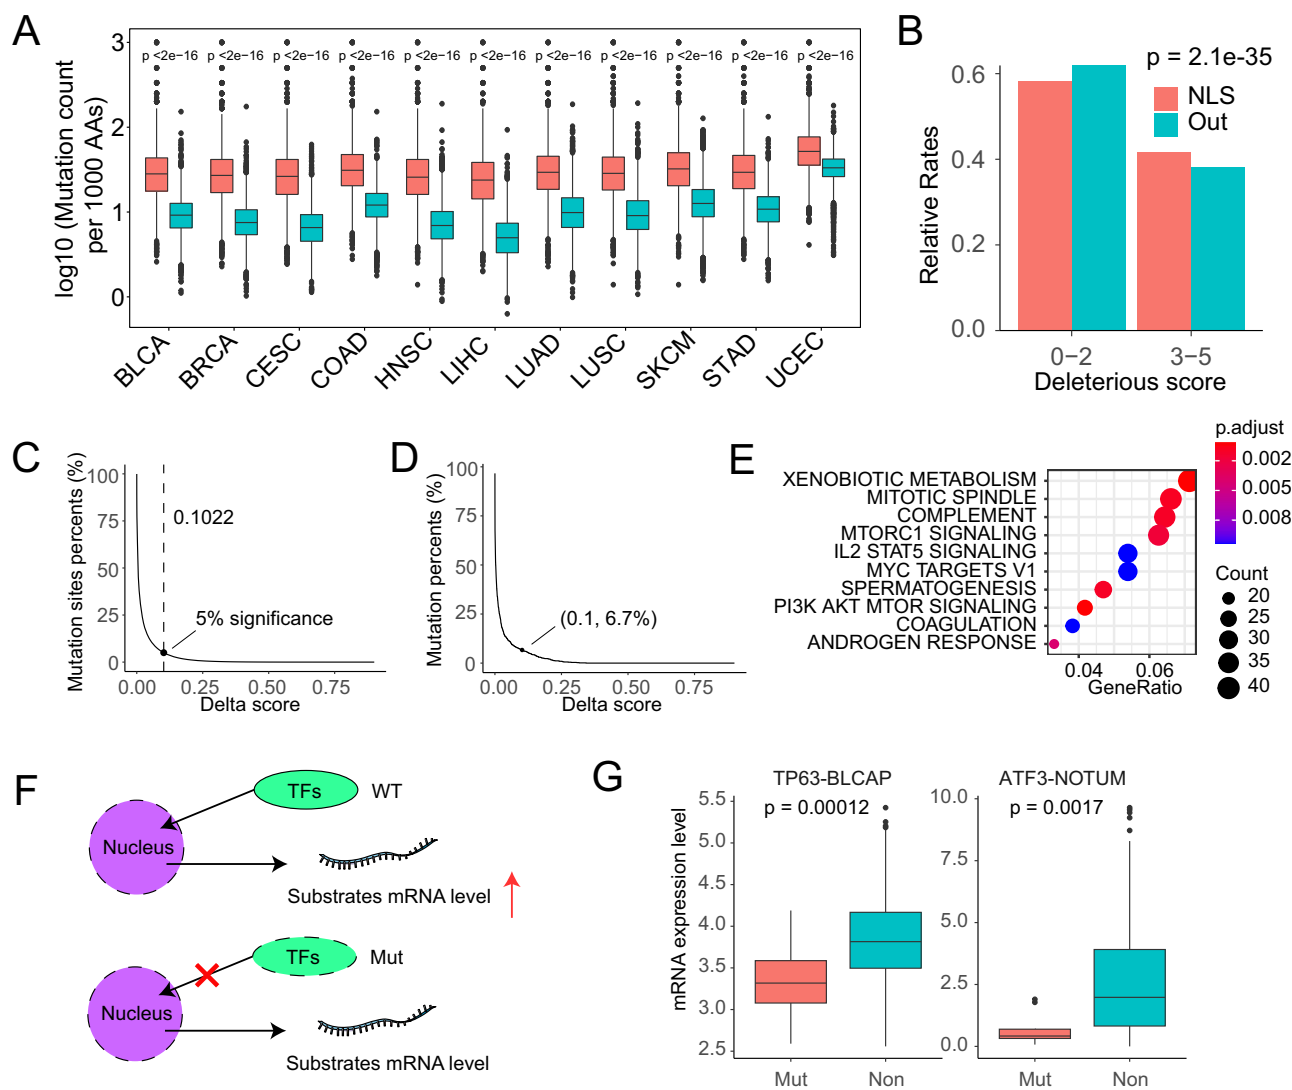 A
log10 (Mutation count
per 1000 AAs)
3
2
1
0
p <2e−16 p <2e−16 p <2e−16 p <2e−16 p <2e−16 p <2e−16 p <2e−16 p <2e−16 p <2e−16 p <2e−16 p <2e−16
BLCA BRCA CESC COAD HNSC LIHC LUAD LUSC SKCM STAD UCEC
B
p = 2.1e-35
NLS
Out
Relative Rates
0.6
0.4
0.2
0.0
0−2 3−5
Deleterious score
C
Mutation sites percents (%)
100
75
50
25
0
0.1022
5% significance
0.00 0.25 0.50 0.75
Delta score
D
Mutation percents (%)
100
75
50
25
0
(0.1, 6.7%)
0.00 0.25 0.50 0.75
Delta score
E
XENOBIOTIC METABOLISM
MITOTIC SPINDLE
COMPLEMENT
MTORC1 SIGNALING
IL2 STAT5 SIGNALING
MYC TARGETS V1
SPERMATOGENESIS
PI3K AKT MTOR SIGNALING
COAGULATION
ANDROGEN RESPONSE
0.04 0.06
GeneRatio
p.adjust
0.002
0.005
0.008
Count
20
25
30
35
40
F
TFs
WT
Nucleus
Substrates mRNA level
TFs
Mut
Nucleus
Substrates mRNA level
G
mRNA expression level
TP63-BLCAP
p = 0.00012
5.5
5.0
4.5
4.0
3.5
3.0
2.5
Mut Non
ATF3-NOTUM
p = 0.0017
10.0
7.5
5.0
2.5
0.0
Mut Non